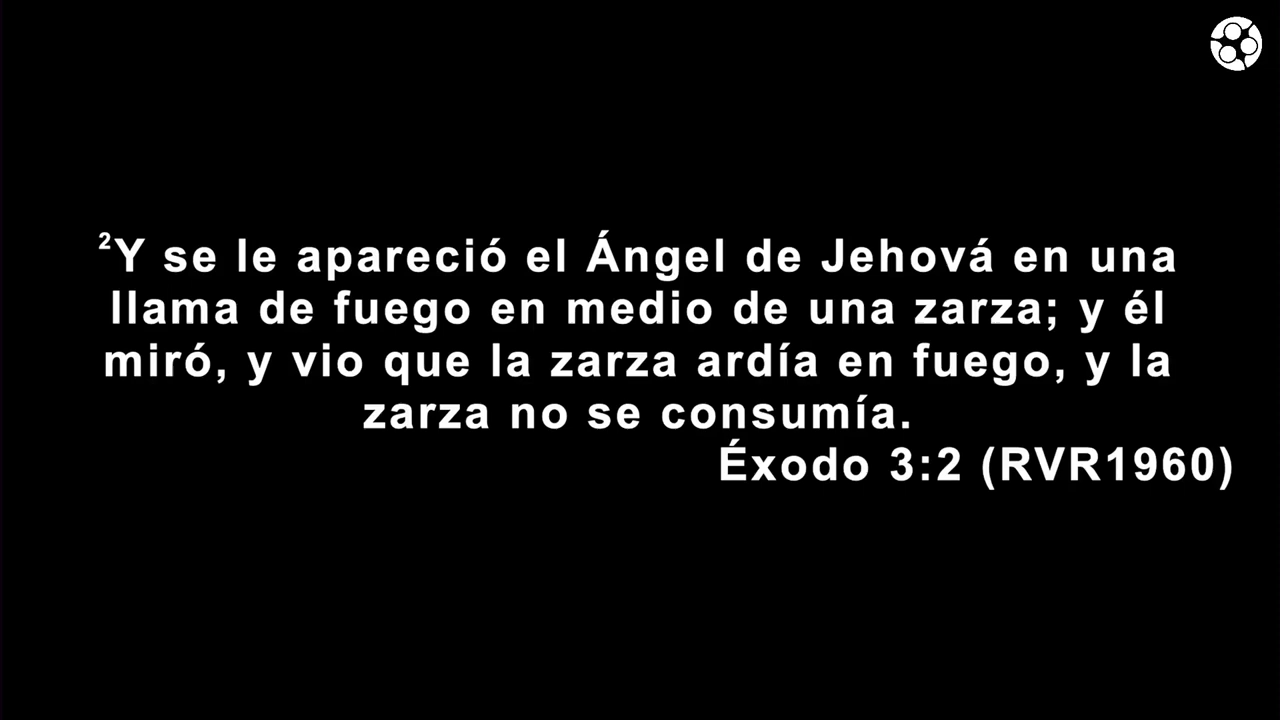 ²Y se le apareció el Ángel de Jehová en una
llama de fuego en medio de una zarza; y él
miró, y vio que la zarza ardía en fuego, y la
zarza no se consumía.
Éxodo 3:2 (RVR1960)